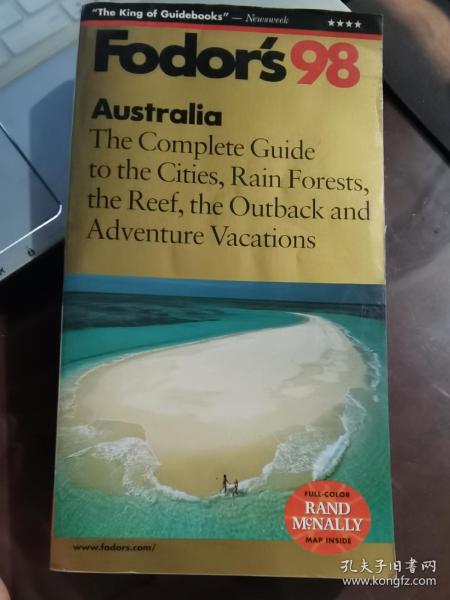 "The King of Guidebooks" — Newsweek ★★★★
Fodor's 98
Australia
The Complete Guide
to the Cities, Rain Forests,
the Reef, the Outback and
Adventure Vacations
FULL-COLOR
RAND
McNALLY
MAP INSIDE
www.fodors.com/
孔夫子旧书网
www.kongfz.com